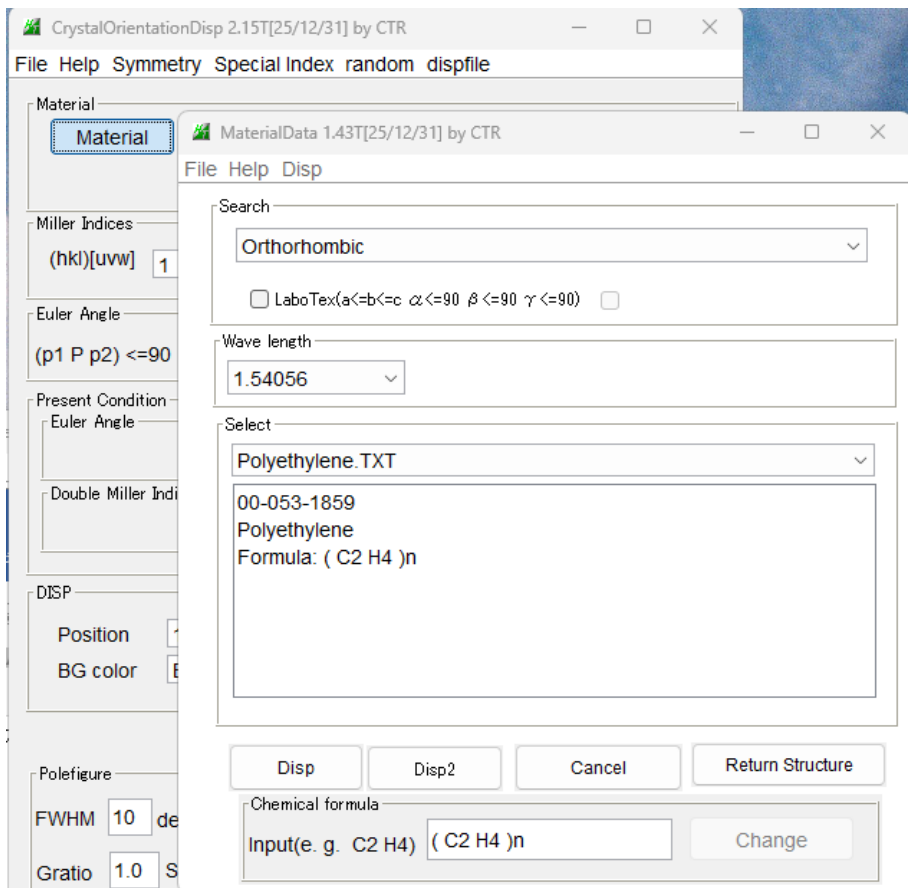 CrystalOrientationDisp 2.15T[25/12/31] by CTR
File Help Symmetry Special Index random dispfile
Material
Material
Miller Indices
(hkl)[uvw] 1
Euler Angle
(p1 P p2) <=90
Present Condition
Euler Angle
Double Miller Indi
DISP
Position
BG color
Polefigure
FWHM 10 de
Gratio 1.0 S
MaterialData 1.43T[25/12/31] by CTR
File Help Disp
Search
Orthorhombic
LaboTex(a<=b<=c α<=90 β<=90 γ<=90)
Wave length
1.54056
Select
Polyethylene.TXT
00-053-1859
Polyethylene
Formula: ( C2 H4 )n
Disp Disp2 Cancel Return Structure
Chemical formula
Input(e. g. C2 H4) ( C2 H4 )n Change